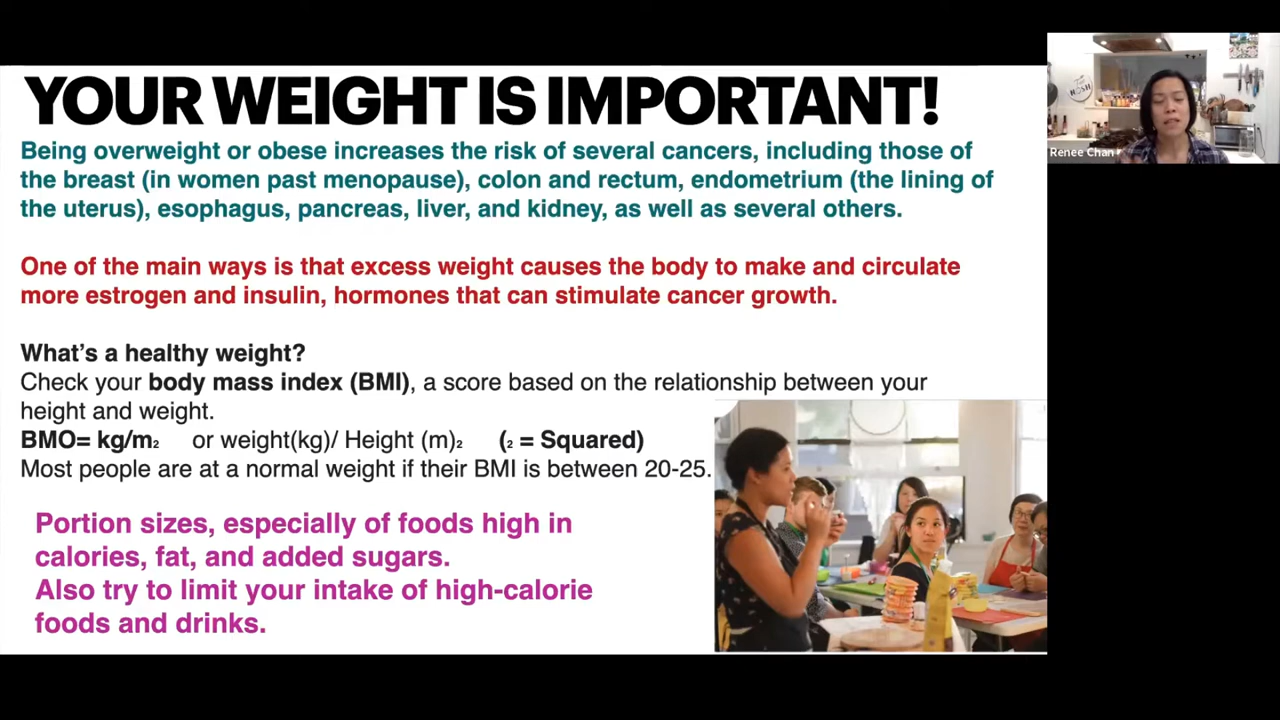 YOUR WEIGHT IS IMPORTANT!
Being overweight or obese increases the risk of several cancers, including those of
the breast (in women past menopause), colon and rectum, endometrium (the lining of
the uterus), esophagus, pancreas, liver, and kidney, as well as several others.
One of the main ways is that excess weight causes the body to make and circulate
more estrogen and insulin, hormones that can stimulate cancer growth.
What's a healthy weight?
Check your body mass index (BMI), a score based on the relationship between your
height and weight.
BMO= kg/m₂ or weight(kg)/ Height (m)₂ (₂ = Squared)
Most people are at a normal weight if their BMI is between 20-25.
Portion sizes, especially of foods high in
calories, fat, and added sugars.
Also try to limit your intake of high-calorie
foods and drinks.
NOSH
Renee Chan